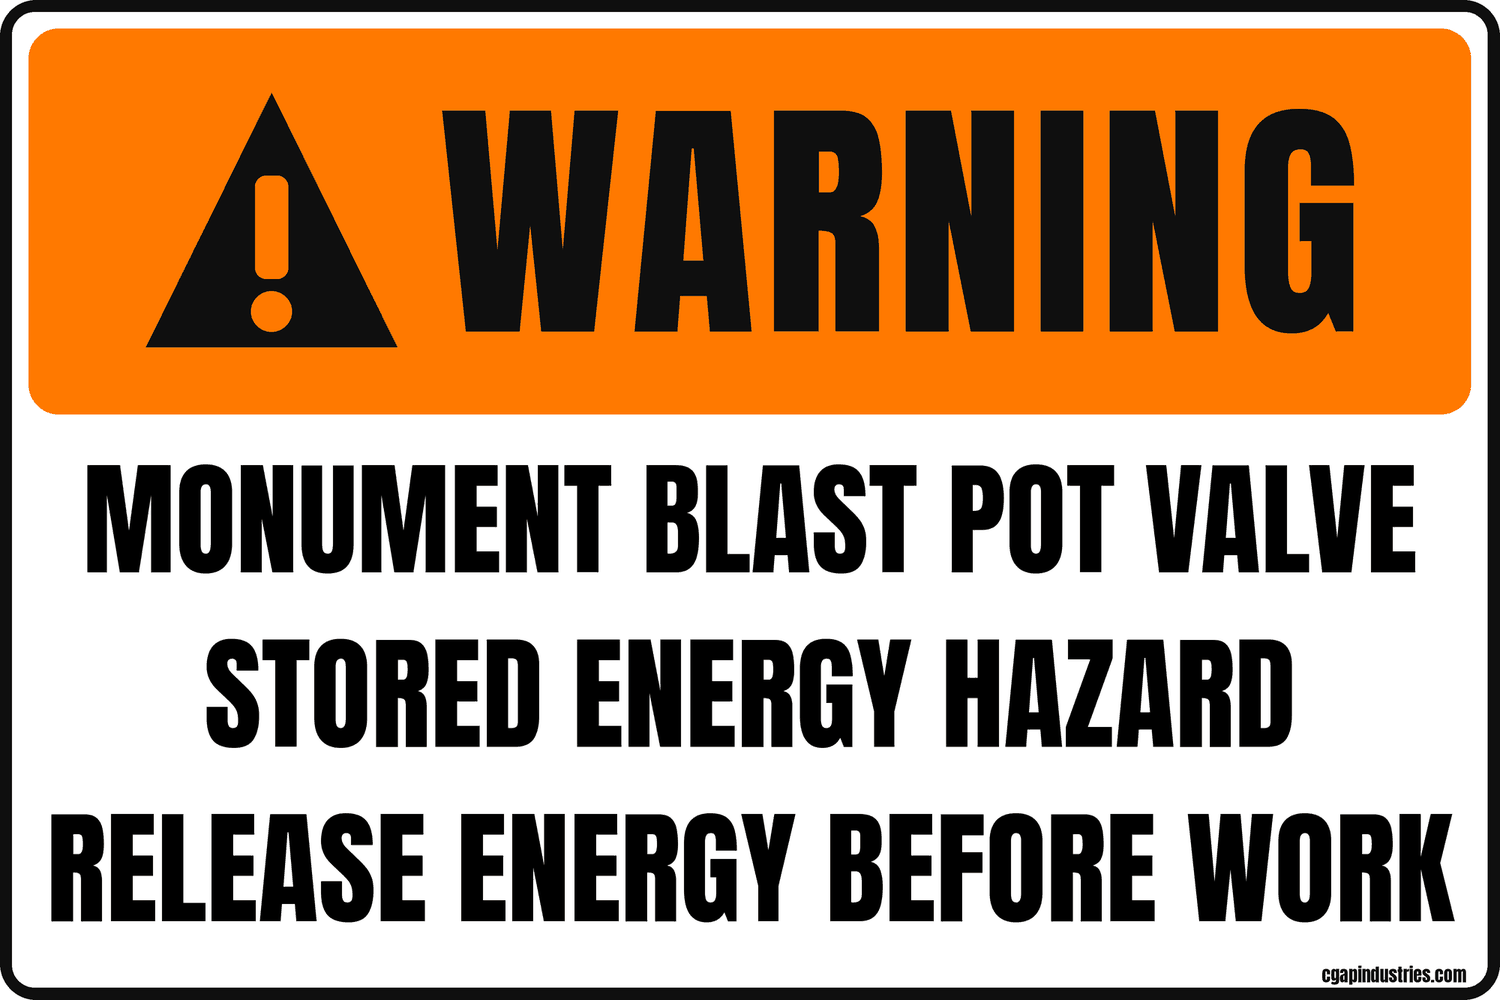 WARNING
MONUMENT BLAST POT VALVE
STORED ENERGY HAZARD
RELEASE ENERGY BEFORE WORK
cgapindustries.com